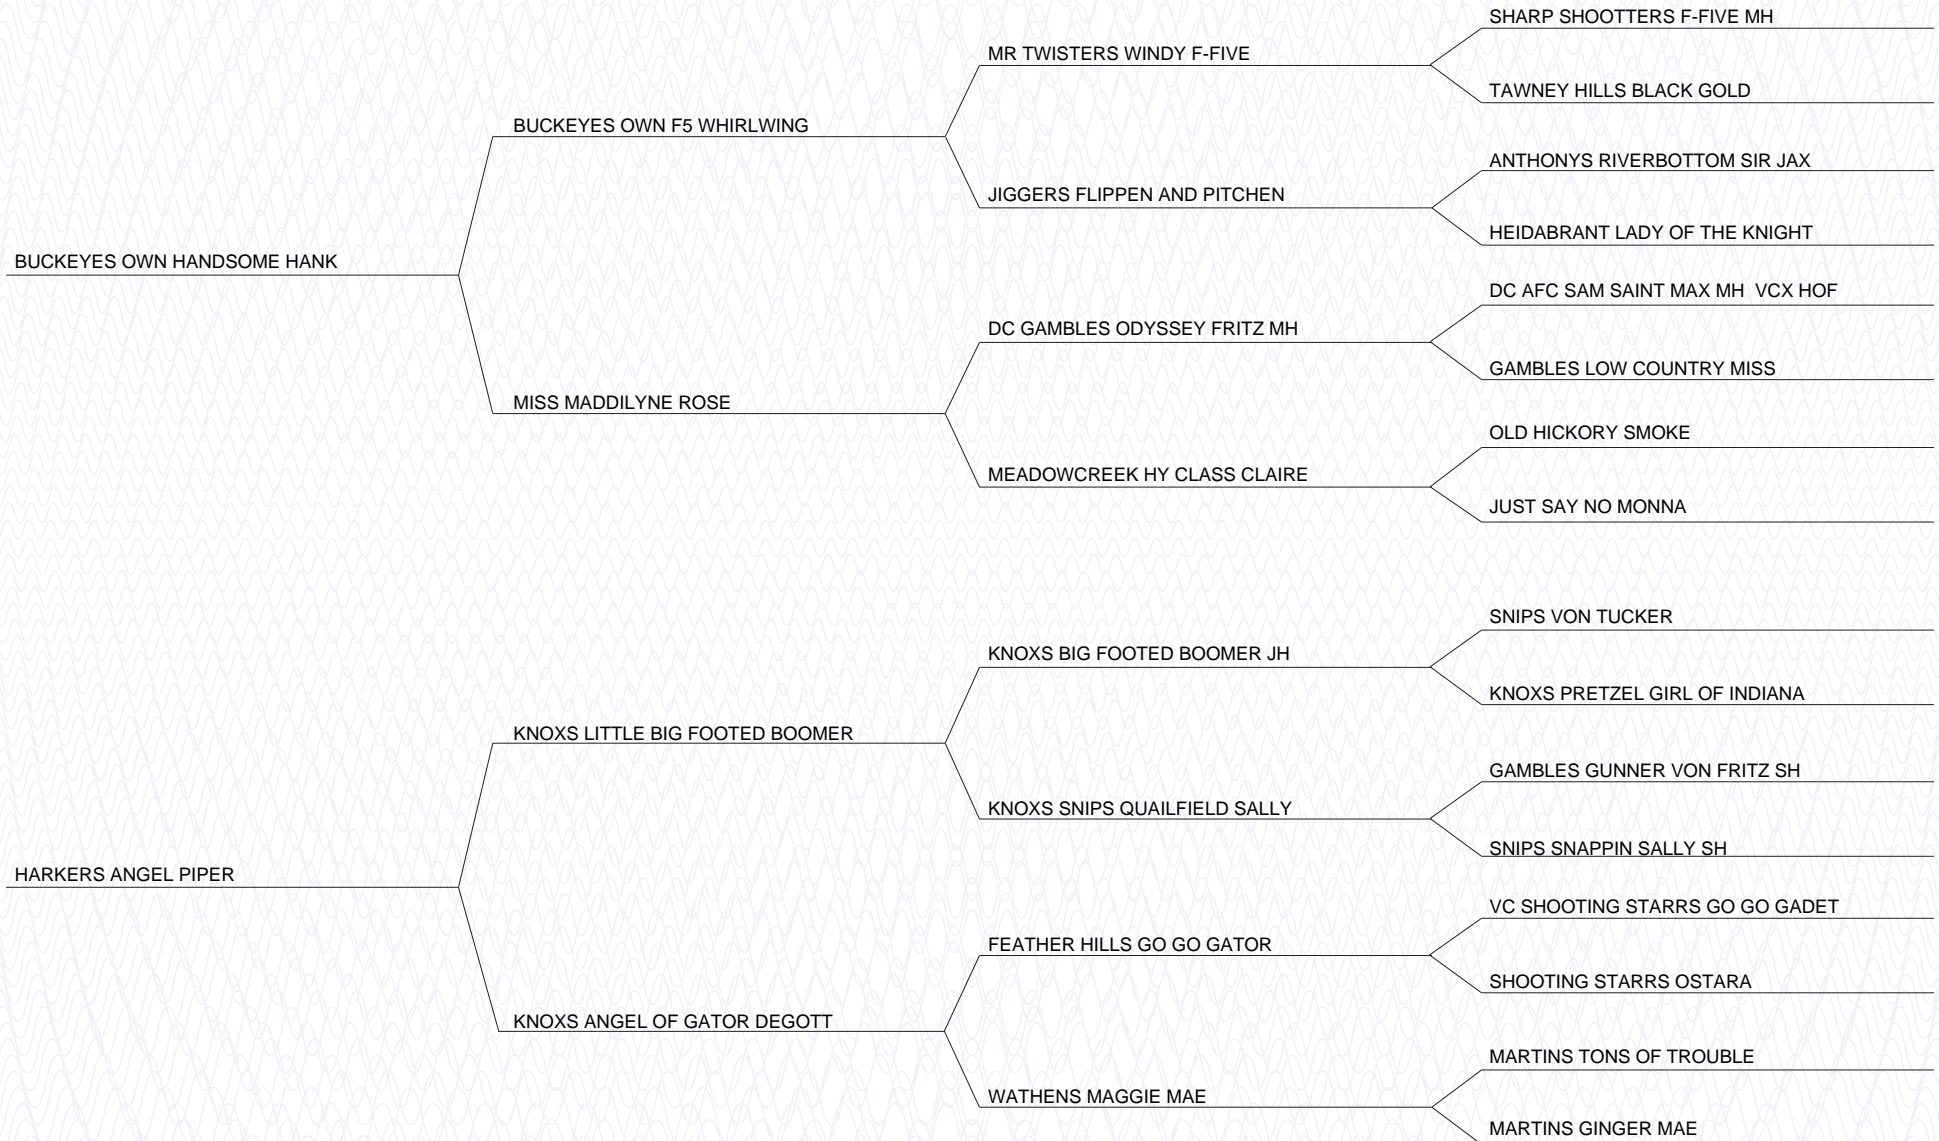 SHARP SHOOTTERS F-FIVE MH
MR TWISTERS WINDY F-FIVE
TAWNEY HILLS BLACK GOLD
BUCKEYES OWN F5 WHIRLWING
ANTHONYS RIVERBOTTOM SIR JAX
JIGGERS FLIPPEN AND PITCHEN
HEIDABRANT LADY OF THE KNIGHT
BUCKEYES OWN HANDSOME HANK
DC AFC SAM SAINT MAX MH  VCX HOF
DC GAMBLES ODYSSEY FRITZ MH
GAMBLES LOW COUNTRY MISS
MISS MADDILYNE ROSE
OLD HICKORY SMOKE
MEADOWCREEK HY CLASS CLAIRE
JUST SAY NO MONNA
SNIPS VON TUCKER
KNOXS BIG FOOTED BOOMER JH
KNOXS PRETZEL GIRL OF INDIANA
KNOXS LITTLE BIG FOOTED BOOMER
GAMBLES GUNNER VON FRITZ SH
KNOXS SNIPS QUAILFIELD SALLY
SNIPS SNAPPIN SALLY SH
HARKERS ANGEL PIPER
VC SHOOTING STARRS GO GO GADET
FEATHER HILLS GO GO GATOR
SHOOTING STARRS OSTARA
KNOXS ANGEL OF GATOR DEGOTT
MARTINS TONS OF TROUBLE
WATHENS MAGGIE MAE
MARTINS GINGER MAE